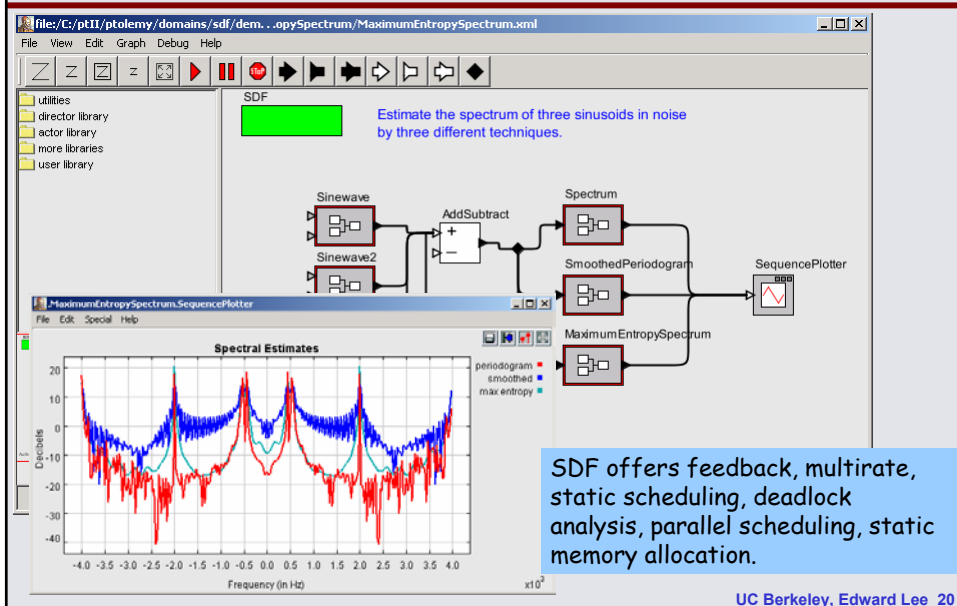 file:/C:/ptII/ptolemy/domains/sdf/dem. . .opySpectrum/MaximumEntropySpectrum.xml
File View Edit Graph Debug Help
Z Z Z z STOP
utilities
director library
actor library
more libraries
user library
SDF
Estimate the spectrum of three sinusoids in noise
by three different techniques.
Sinewave
AddSubtract
Spectrum
+
−
Sinewave2
SmoothedPeriodogram
SequencePlotter
MaximumEntropySpectrum
.MaximumEntropySpectrum.SequencePlotter
File Edit Special Help
Spectral Estimates
periodogram
smoothed
max entropy
Decibels
20
10
0
-10
-20
-30
-40
-4.0 -3.5 -3.0 -2.5 -2.0 -1.5 -1.0 -0.5 0.0 0.5 1.0 1.5 2.0 2.5 3.0 3.5 4.0
Frequency (in Hz)
x10³
SDF offers feedback, multirate,
static scheduling, deadlock
analysis, parallel scheduling, static
memory allocation.
UC Berkeley, Edward Lee 20